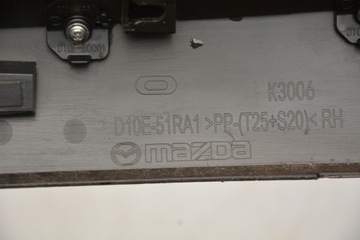 K3006
D10E-51RA1 >PP-(T25+S20)< RH
mazda